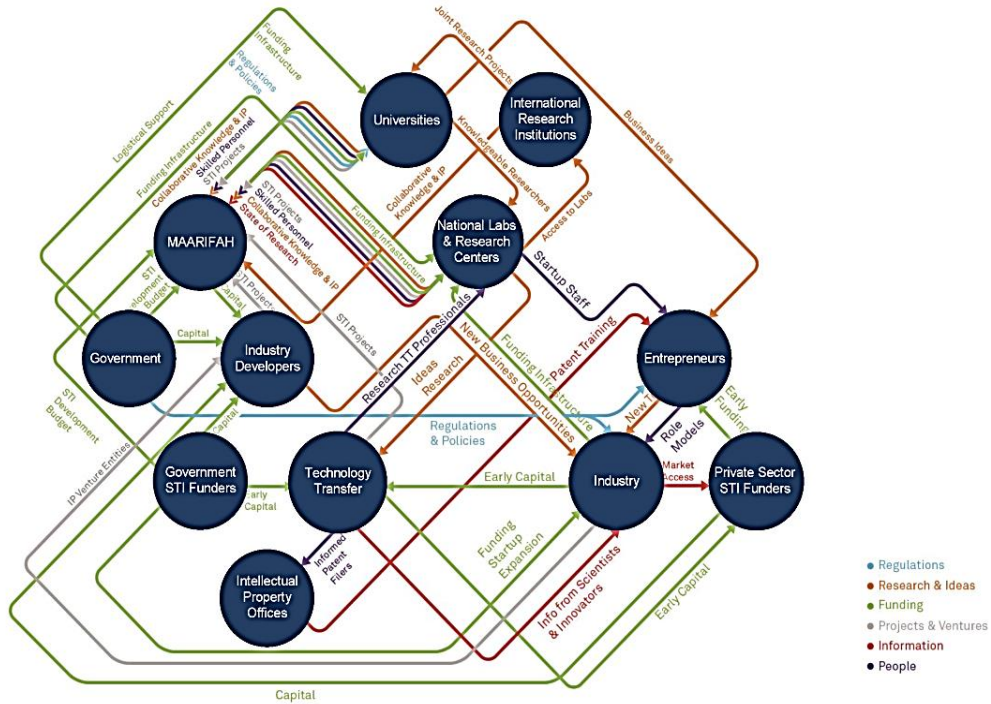 Funding
Infrastructure
Regulations
& Policies
Logistical Support
Funding Infrastructure
Collaborative Knowledge & IP
Skilled Personnel
STI Projects
Joint Research Projects
Universities
International
Research
Institutions
Business Ideas
Knowledgeable Researchers
Collaborative
Knowledge & IP
Access to Labs
MAARIFAH
STI Projects
Skilled Personnel
Collaborative Knowledge & IP
State of Research
Funding Infrastructure
National Labs
& Research
Centers
Startup Staff
STI
elopment
Budget
Capital
STI Projects
STI Projects
Government
Capital
Industry
Developers
Research TT Professionals
Ideas
Research
New Business Opportunities
Funding Infrastructure
Patent Training
Entrepreneurs
New T
Role
Models
Early
Funding
STI
Development
Budget
Capital
Regulations
& Policies
IP Venture Entities
Government
STI Funders
Early
Capital
Technology
Transfer
Early Capital
Industry
Market
Access
Private Sector
STI Funders
Informed
Patent
Filers
Intellectual
Property
Offices
Funding
Startup
Expansion
Info from Scientists
& Innovators
Early Capital
Capital
Regulations
Research & Ideas
Funding
Projects & Ventures
Information
People